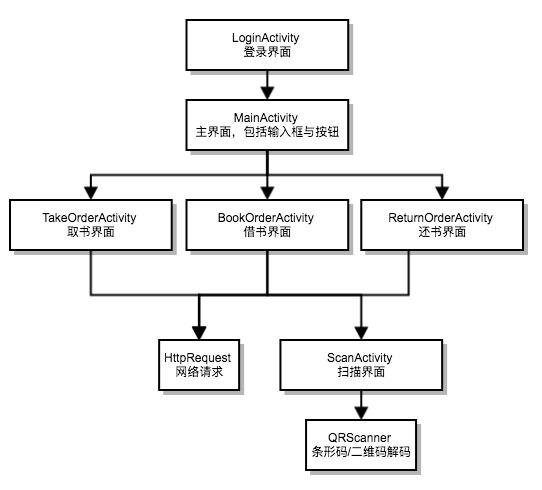 LoginActivity
登录界面
MainActivity
主界面，包括输入框与按钮
TakeOrderActivity
取书界面
BookOrderActivity
借书界面
ReturnOrderActivity
还书界面
HttpRequest
网络请求
ScanActivity
扫描界面
QRScanner
条形码/二维码解码